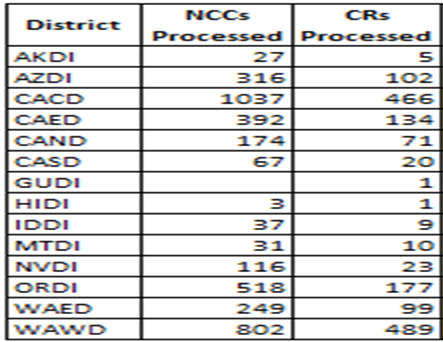 District NCCs Processed CRs Processed
AKDI 27 5
AZDI 316 102
CACD 1037 466
CAED 392 134
CAND 174 71
CASD 67 20
GUDI 1
HIDI 3 1
IDDI 37 9
MTDI 31 10
NVDI 116 23
ORDI 518 177
WAED 249 99
WAWD 802 489